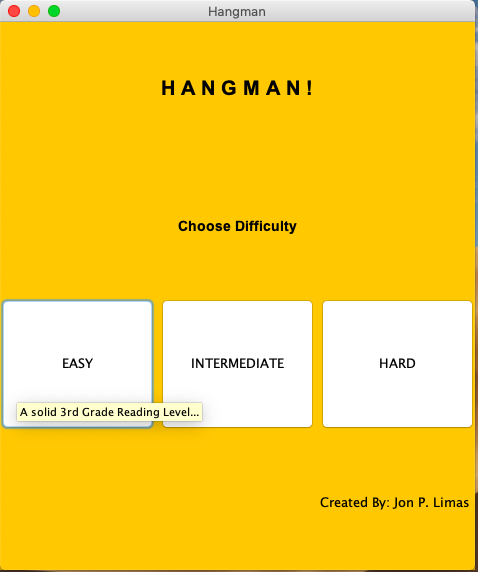 Hangman
H A N G M A N !
Choose Difficulty
EASY
INTERMEDIATE
HARD
A solid 3rd Grade Reading Level...
Created By: Jon P. Limas